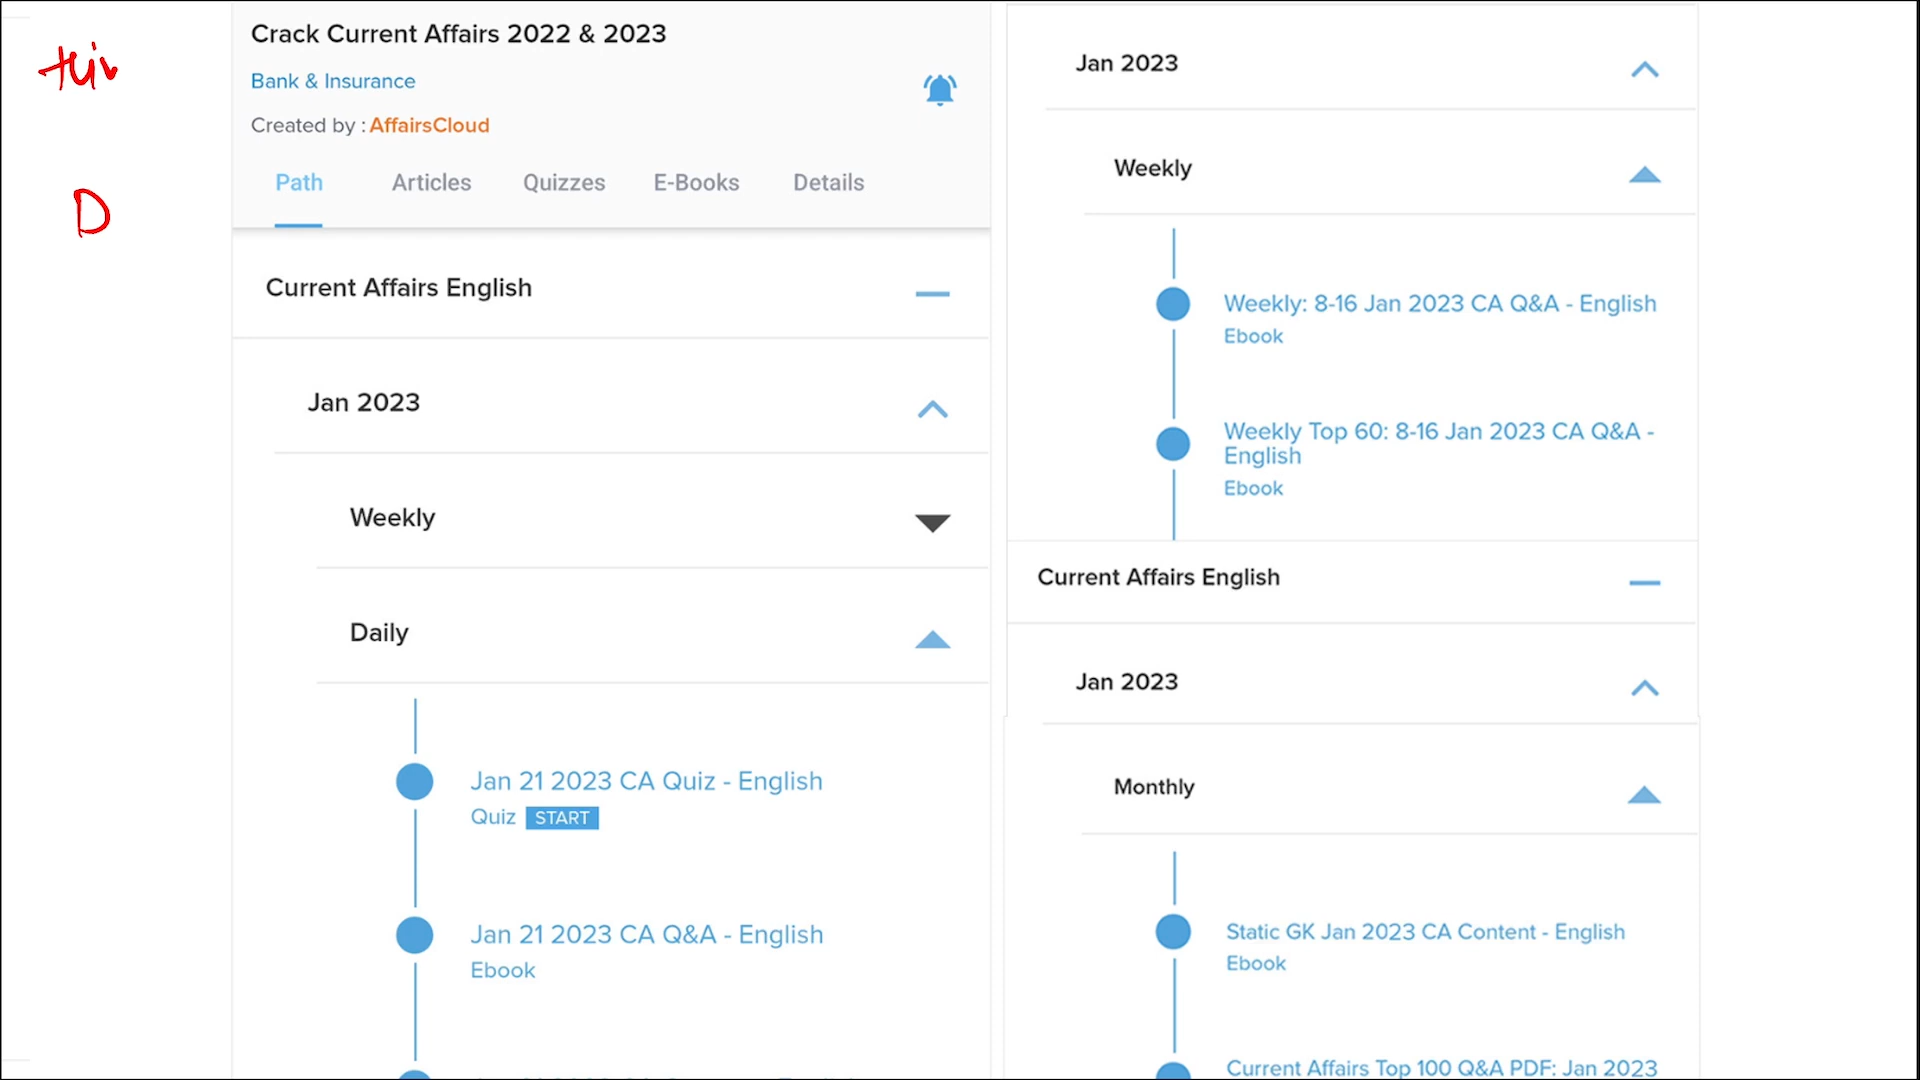 D
Crack Current Affairs 2022 & 2023
Bank & Insurance
Created by : AffairsCloud
Path Articles Quizzes E-Books Details
Current Affairs English
Jan 2023
Weekly
Daily
Jan 21 2023 CA Quiz - English
Quiz START
Jan 21 2023 CA Q&A - English
Ebook
Jan 2023
Weekly
Weekly: 8-16 Jan 2023 CA Q&A - English
Ebook
Weekly Top 60: 8-16 Jan 2023 CA Q&A -
English
Ebook
Current Affairs English
Jan 2023
Monthly
Static GK Jan 2023 CA Content - English
Ebook
Current Affairs Top 100 Q&A PDF: Jan 2023